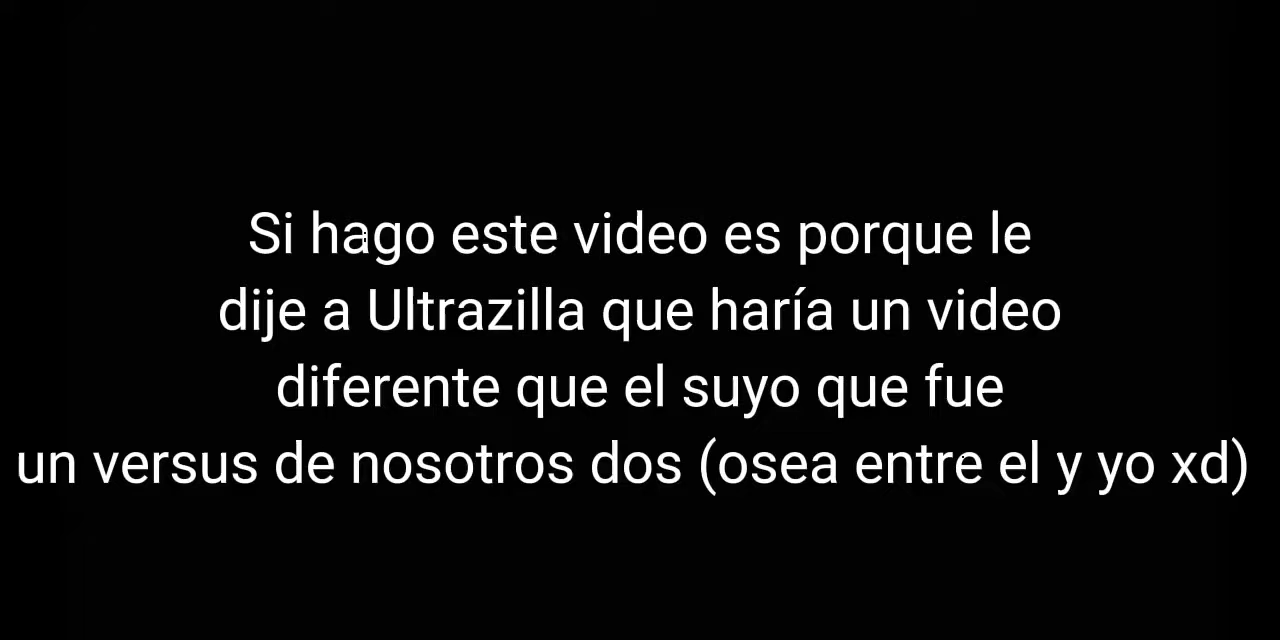 Si hago este video es porque le
dije a Ultrazilla que haría un video
diferente que el suyo que fue
un versus de nosotros dos (osea entre el y yo xd)